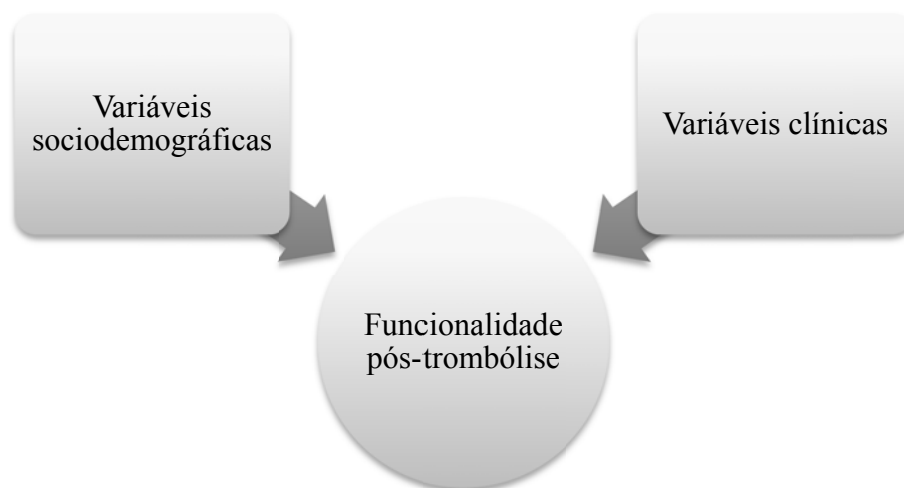 Variáveis
sociodemográficas
Variáveis clínicas
Funcionalidade
pós-trombólise